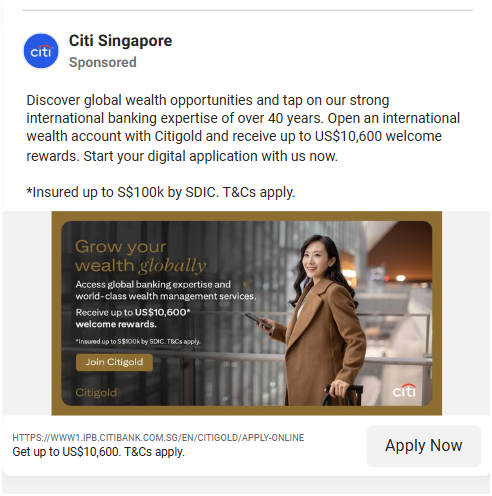 citi
Citi Singapore
Sponsored
Discover global wealth opportunities and tap on our strong
international banking expertise of over 40 years. Open an international
wealth account with Citigold and receive up to US$10,600 welcome
rewards. Start your digital application with us now.
*Insured up to S$100k by SDIC. T&Cs apply.
Grow your
wealth globally
Access global banking expertise and
world-class wealth management services.
Receive up to US$10,600*
welcome rewards.
*Insured up to S$100k by SDIC. T&Cs apply.
Join Citigold
Citigold
citi
HTTPS://WWW1.IPB.CITIBANK.COM.SG/EN/CITIGOLD/APPLY-ONLINE
Get up to US$10,600. T&Cs apply.
Apply Now